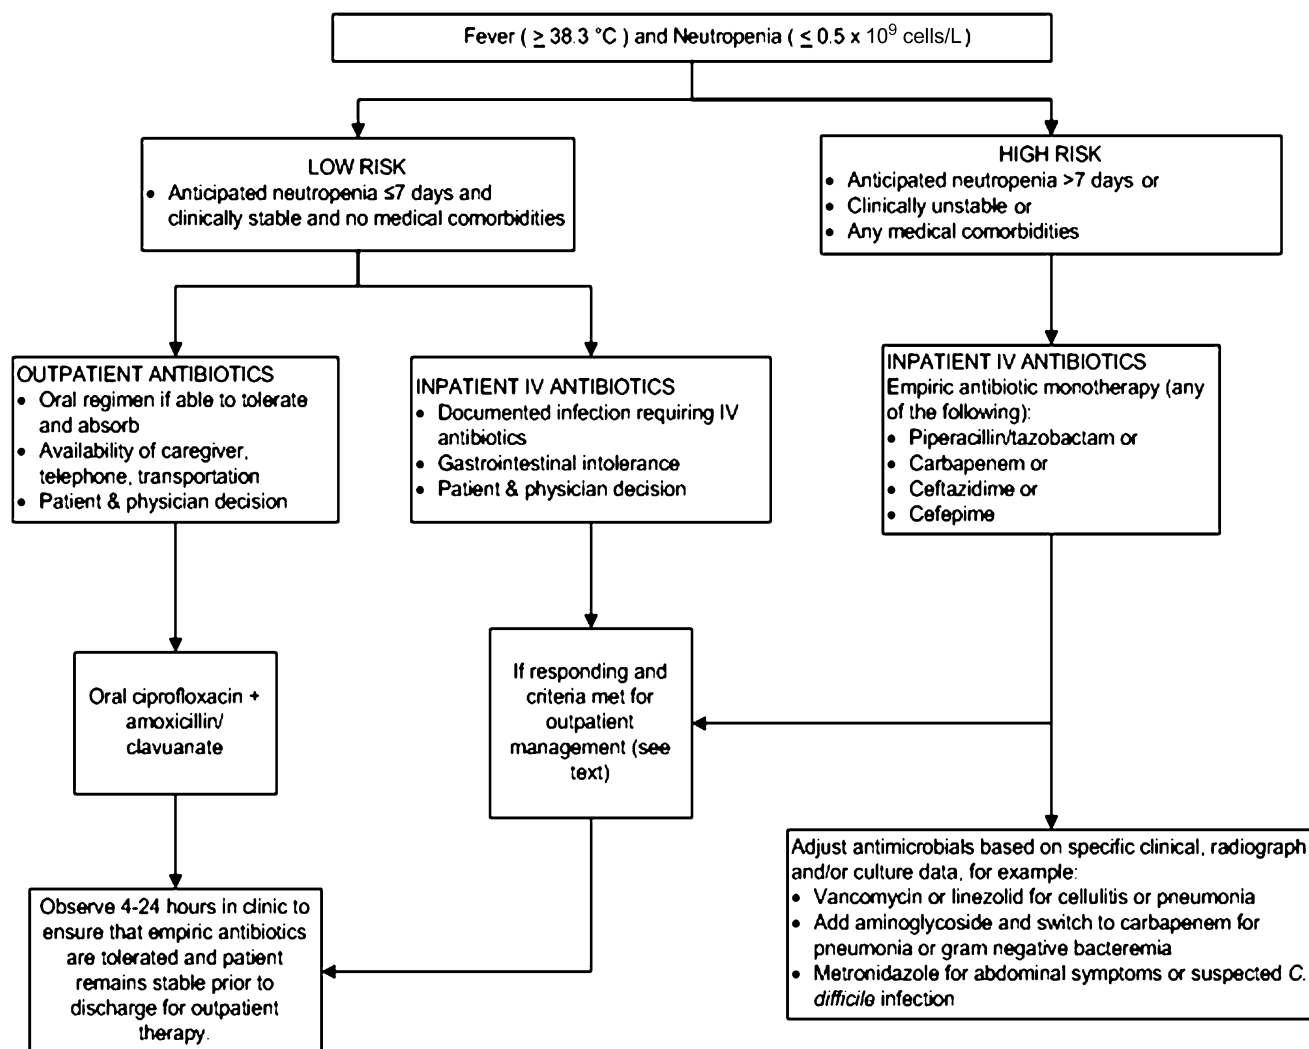 Fever ( ≥ 38.3 °C ) and Neutropenia ( ≤ 0.5 x 10⁹ cells/L)
LOW RISK
• Anticipated neutropenia ≤7 days and
clinically stable and no medical comorbidities
HIGH RISK
• Anticipated neutropenia >7 days or
• Clinically unstable or
• Any medical comorbidities
OUTPATIENT ANTIBIOTICS
• Oral regimen if able to tolerate
and absorb
• Availability of caregiver,
telephone, transportation
• Patient & physician decision
INPATIENT IV ANTIBIOTICS
• Documented infection requiring IV
antibiotics
• Gastrointestinal intolerance
• Patient & physician decision
INPATIENT IV ANTIBIOTICS
Empiric antibiotic monotherapy (any
of the following):
• Piperacillin/tazobactam or
• Carbapenem or
• Ceftazidime or
• Cefepime
Oral ciprofloxacin +
amoxicillin/
clavuanate
If responding and
criteria met for
outpatient
management (see
text)
Observe 4-24 hours in clinic to
ensure that empiric antibiotics
are tolerated and patient
remains stable prior to
discharge for outpatient
therapy.
Adjust antimicrobials based on specific clinical, radiograph
and/or culture data, for example:
• Vancomycin or linezolid for cellulitis or pneumonia
• Add aminoglycoside and switch to carbapenem for
pneumonia or gram negative bacteremia
• Metronidazole for abdominal symptoms or suspected C.
difficile infection